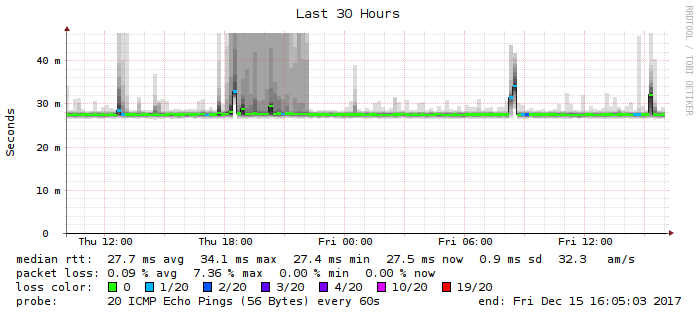 Last 30 Hours
RRDTOOL / TOBI OETIKER
Seconds
40 m
30 m
20 m
10 m
0
Thu 12:00 Thu 18:00 Fri 00:00 Fri 06:00 Fri 12:00
median rtt: 27.7 ms avg 34.1 ms max 27.4 ms min 27.5 ms now 0.9 ms sd 32.3 am/s
packet loss: 0.09 % avg 7.36 % max 0.00 % min 0.00 % now
loss color: 0 1/20 2/20 3/20 4/20 10/20 19/20
probe: 20 ICMP Echo Pings (56 Bytes) every 60s end: Fri Dec 15 16:05:03 2017